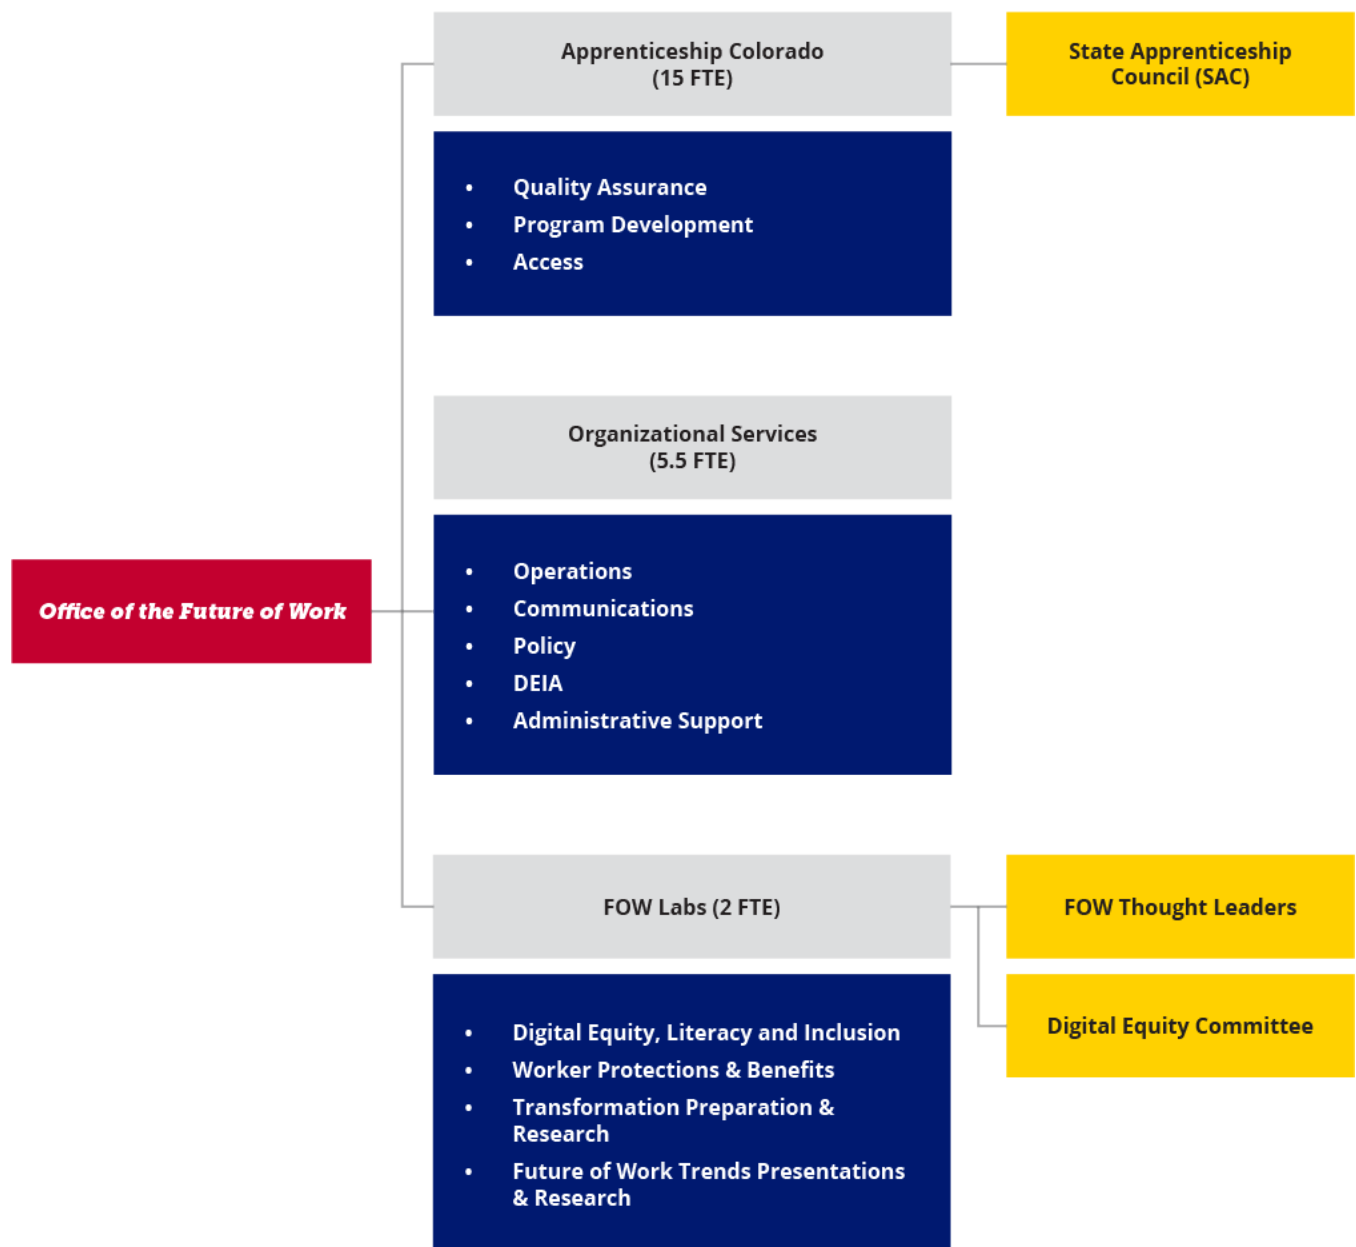 Apprenticeship Colorado
(15 FTE)
State Apprenticeship
Council (SAC)
• Quality Assurance
• Program Development
• Access
Organizational Services
(5.5 FTE)
Office of the Future of Work
• Operations
• Communications
• Policy
• DEIA
• Administrative Support
FOW Labs (2 FTE)
FOW Thought Leaders
Digital Equity Committee
• Digital Equity, Literacy and Inclusion
• Worker Protections & Benefits
• Transformation Preparation &
Research
• Future of Work Trends Presentations
& Research